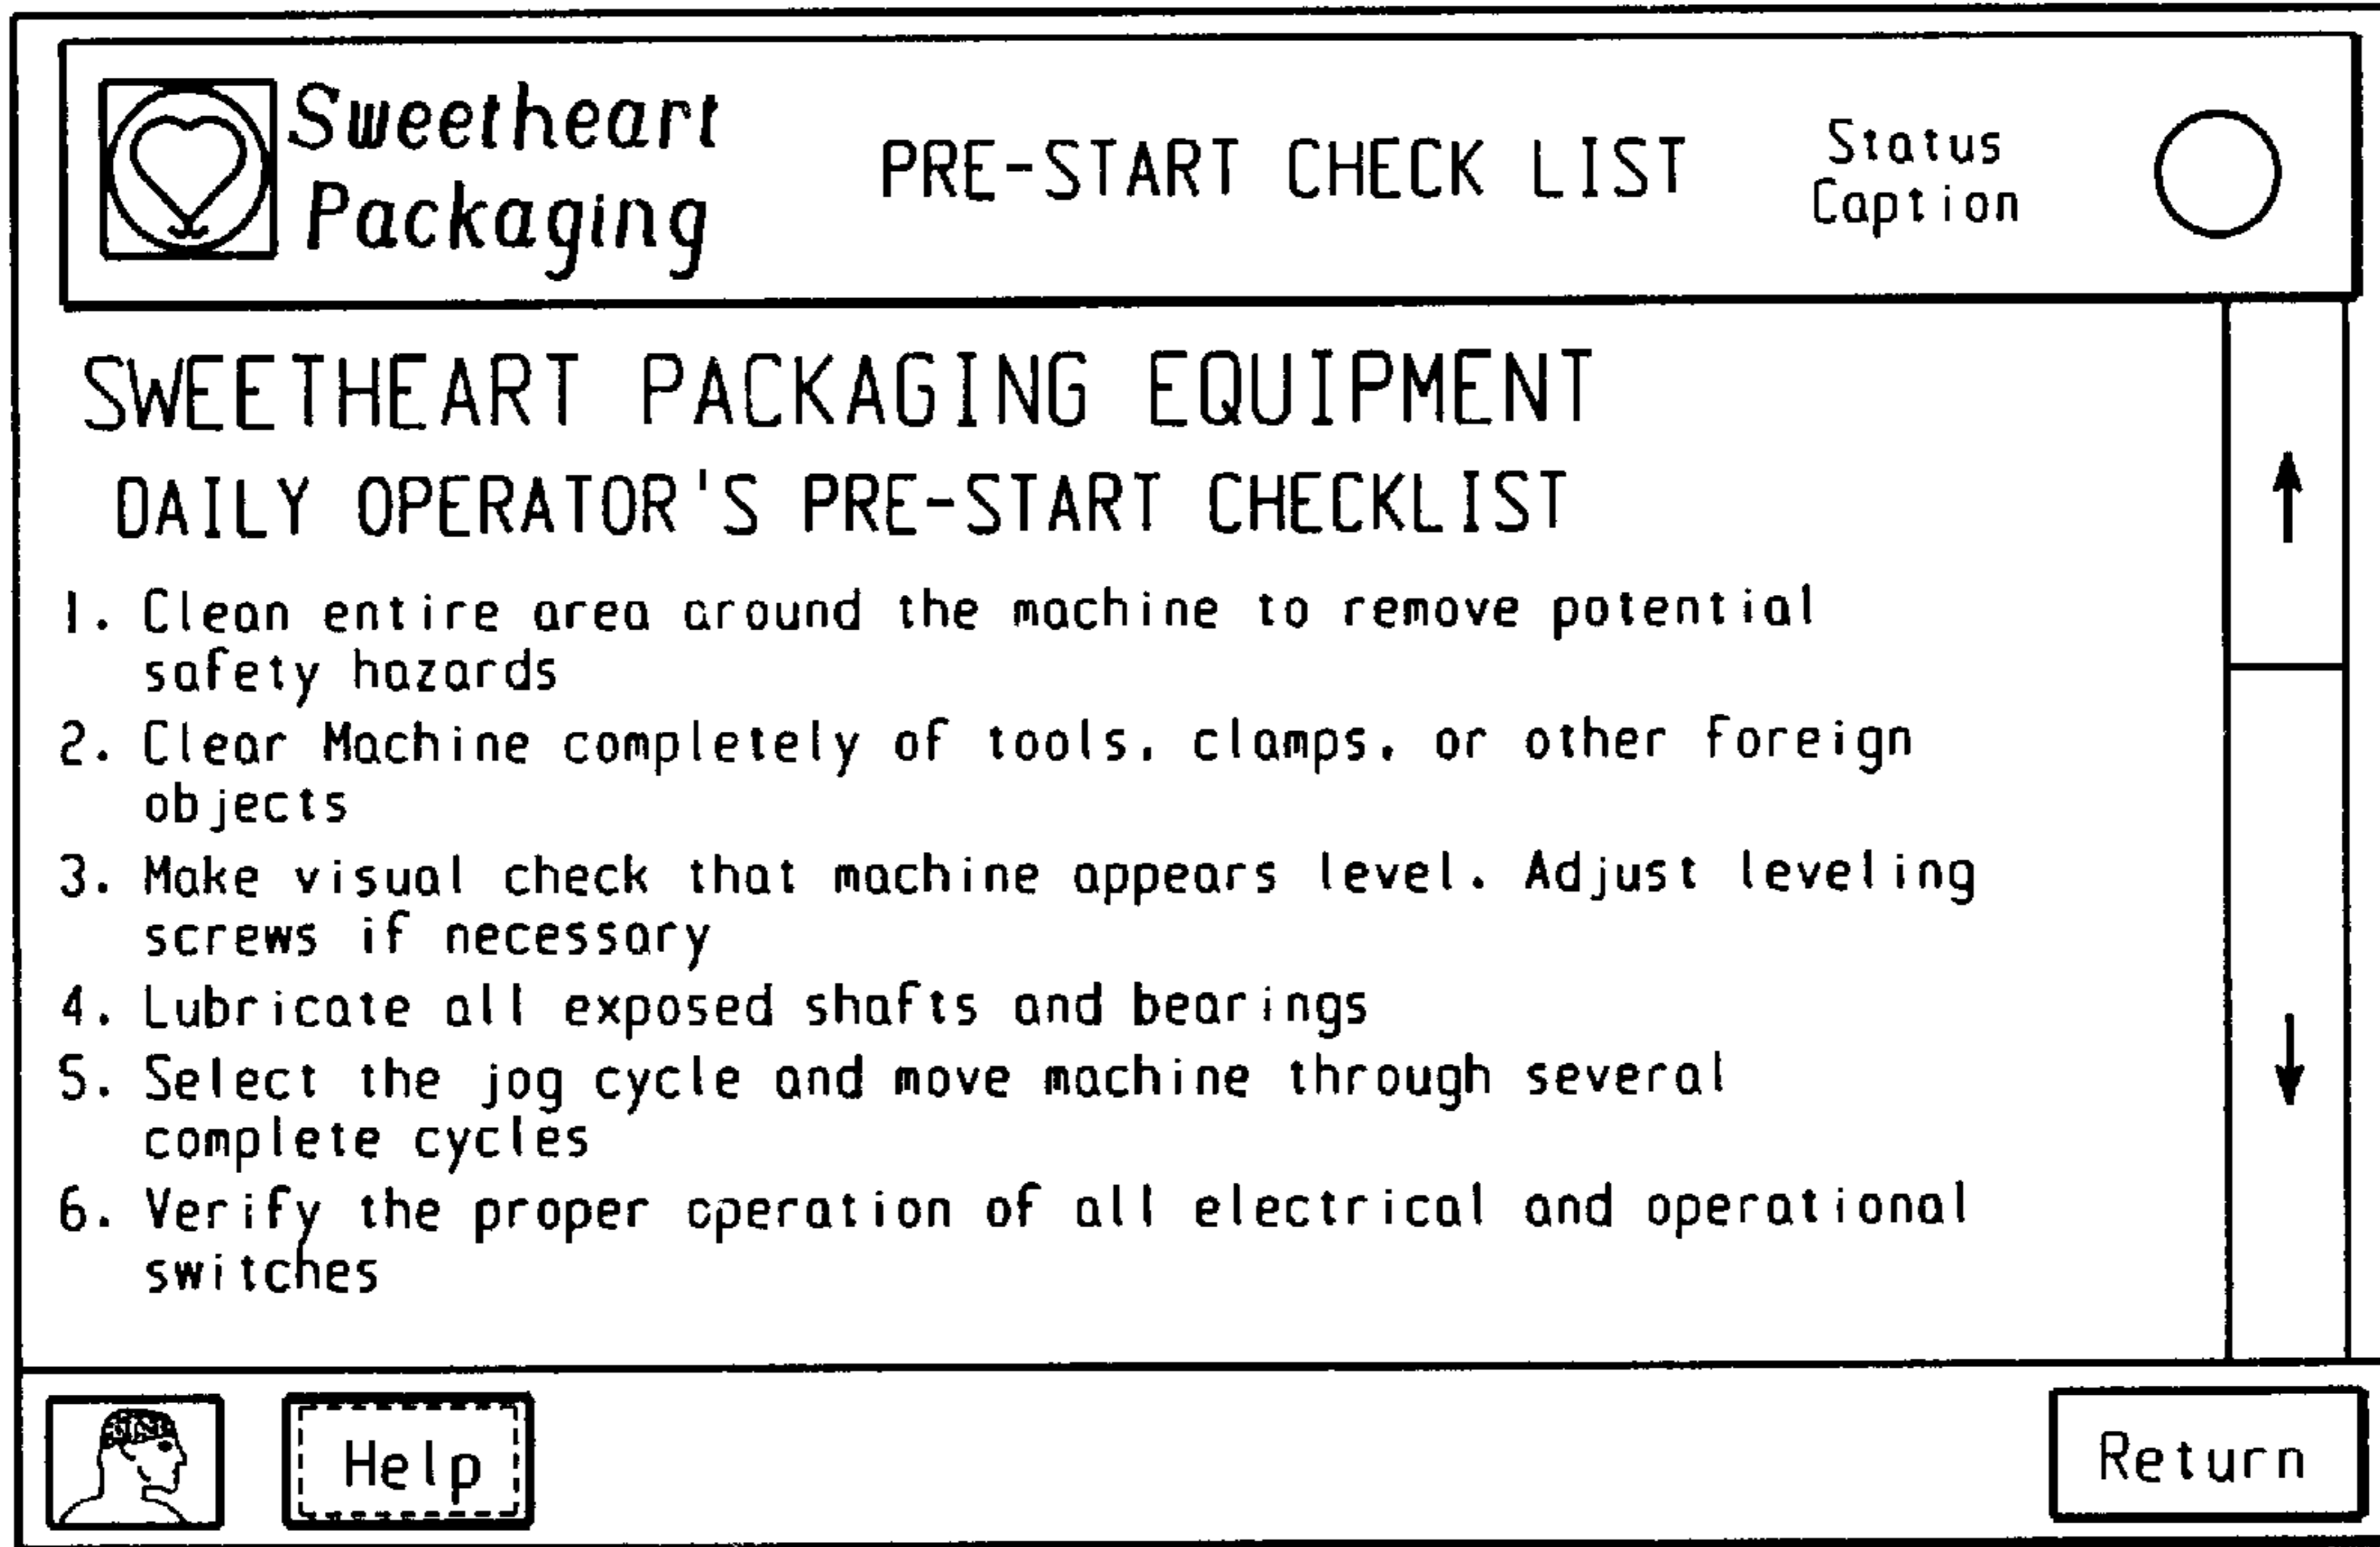 Sweetheart
Packaging
PRE-START CHECK LIST
Status
Caption
SWEETHEART PACKAGING EQUIPMENT
DAILY OPERATOR'S PRE-START CHECKLIST
1. Clean entire area around the machine to remove potential
safety hazards
2. Clear Machine completely of tools, clamps, or other foreign
objects
3. Make visual check that machine appears level. Adjust leveling
screws if necessary
4. Lubricate all exposed shafts and bearings
5. Select the jog cycle and move machine through several
complete cycles
6. Verify the proper operation of all electrical and operational
switches
Help
Return